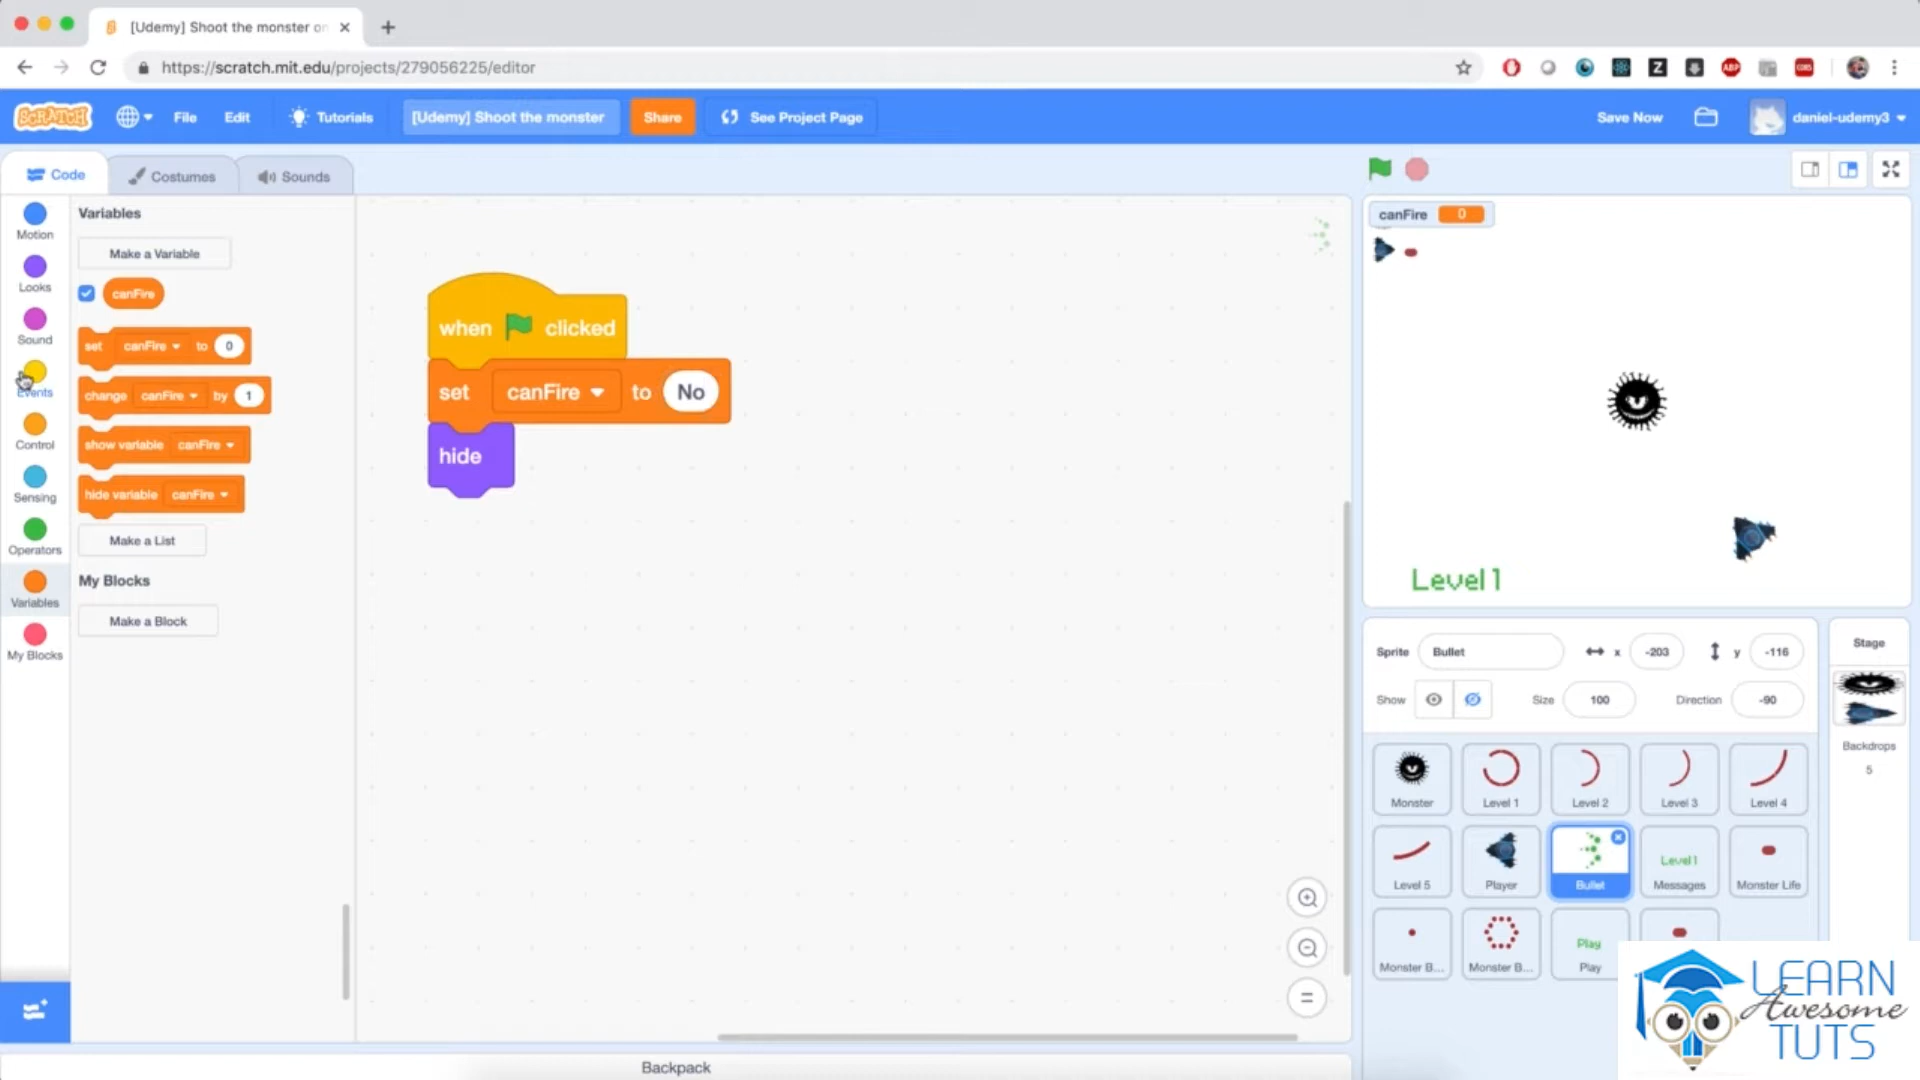 [Udemy] Shoot the monster on
https://scratch.mit.edu/projects/279056225/editor
SCRATCH
File
Edit
Tutorials
[Udemy] Shoot the monster
Share
See Project Page
Save Now
daniel-udemy3
Code
Costumes
Sounds
Motion
Looks
Sound
Events
Control
Sensing
Operators
Variables
My Blocks
Variables
Make a Variable
canFire
set canFire to 0
change canFire by 1
show variable canFire
hide variable canFire
Make a List
My Blocks
Make a Block
when clicked
set canFire to No
hide
Backpack
canFire 0
Level 1
Sprite Bullet x -203 y -116
Show Size 100 Direction -90
Monster
Level 1
Level 2
Level 3
Level 4
Level 5
Player
Bullet
Level 1
Messages
Monster Life
Monster B...
Monster B...
Play
Play
Stage
Backdrops
5
ABP
CORS
Z
LEARN
Awesome
TUTS